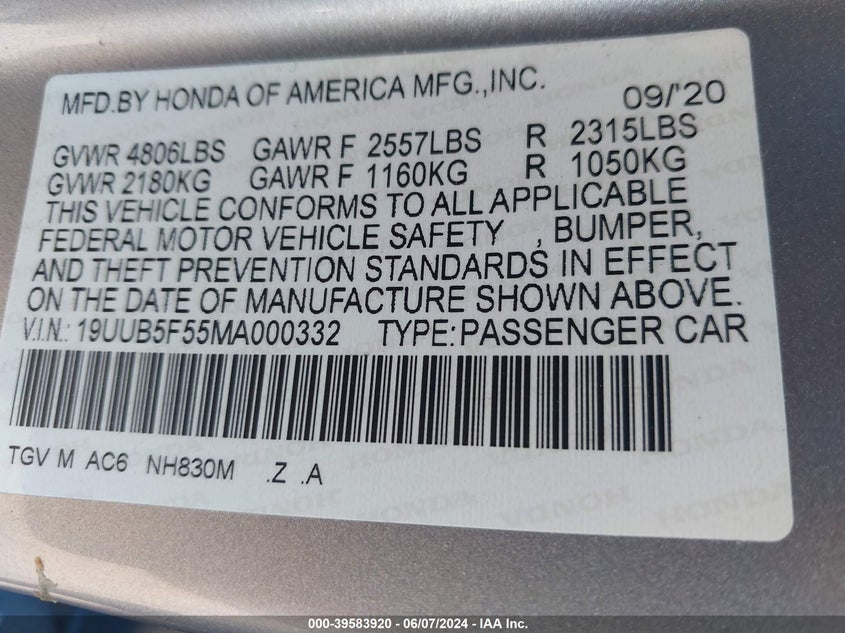 MFD.BY HONDA OF AMERICA MFG.,INC. 09/'20
GVWR 4806LBS GAWR F 2557LBS R 2315LBS
GVWR 2180KG GAWR F 1160KG R 1050KG
THIS VEHICLE CONFORMS TO ALL APPLICABLE
FEDERAL MOTOR VEHICLE SAFETY , BUMPER,
AND THEFT PREVENTION STANDARDS IN EFFECT
ON THE DATE OF MANUFACTURE SHOWN ABOVE.
V.I.N.: 19UUB5F55MA000332 TYPE:PASSENGER CAR
TGV M AC6 NH830M .Z .A
000-39583920 - 06/07/2024 - IAA Inc.